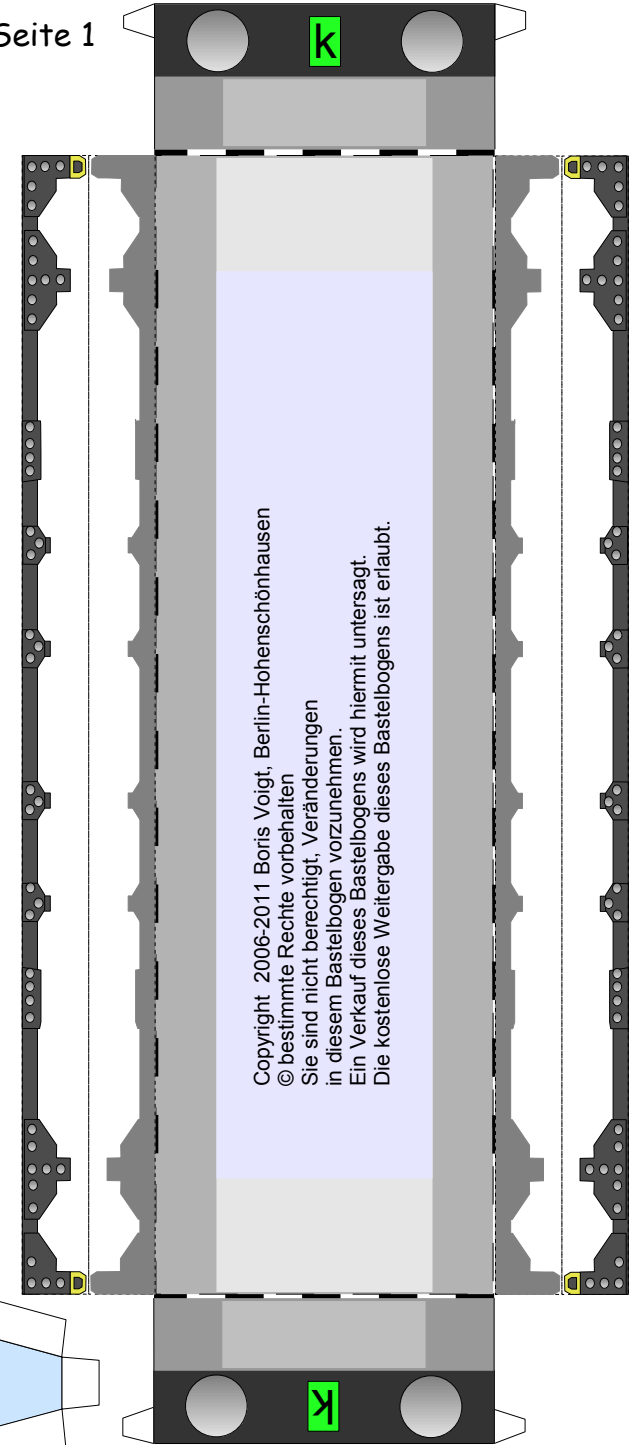 Seite 1
k
Copyright 2006-2011 Boris Voigt, Berlin-Hohenschönhausen
© bestimmte Rechte vorbehalten
Sie sind nicht berechtigt, Veränderungen
in diesem Bastelbogen vorzunehmen.
Ein Verkauf dieses Bastelbogens wird hiermit untersagt.
Die kostenlose Weitergabe dieses Bastelbogens ist erlaubt.
k